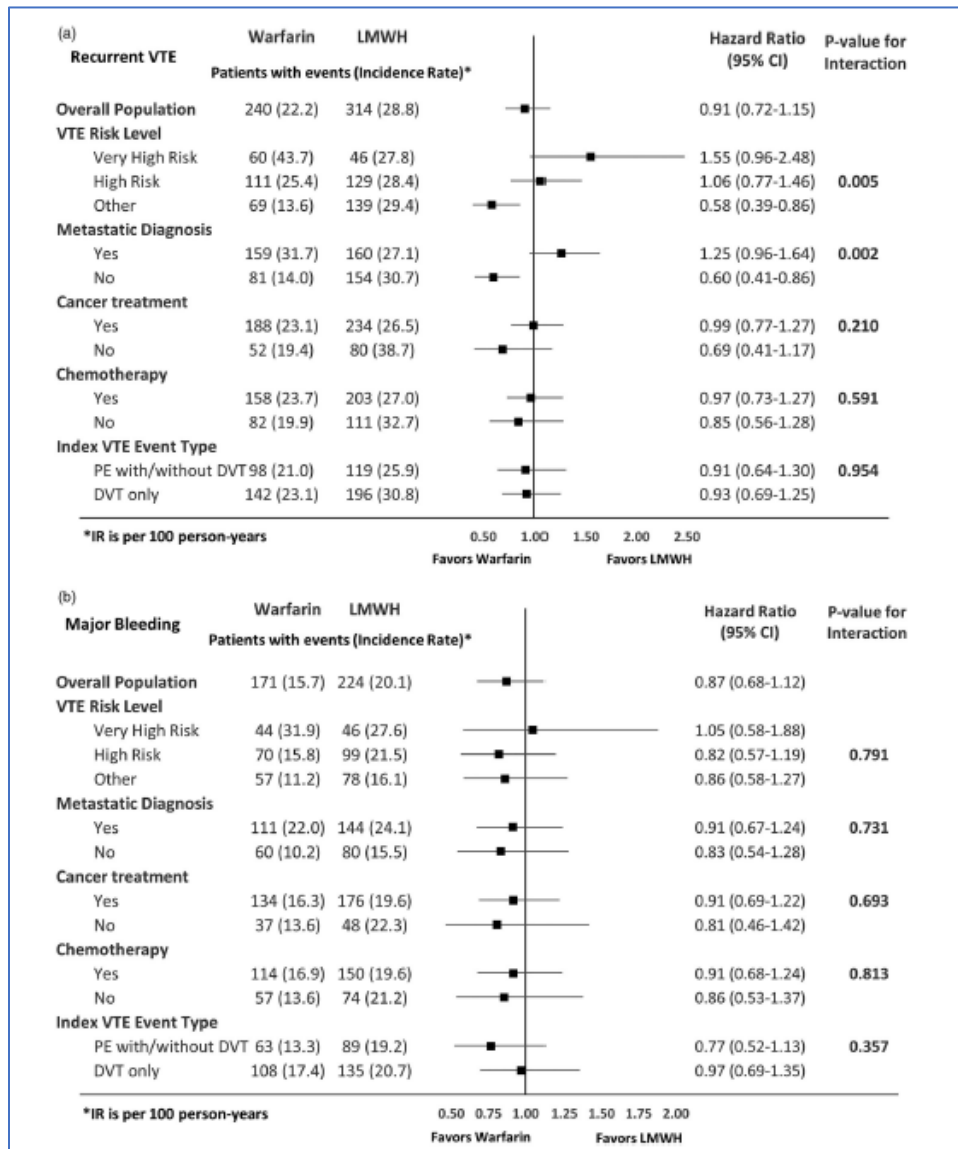 (a)
Warfarin LMWH Hazard Ratio P-value for
Recurrent VTE (95% CI) Interaction
Patients with events (Incidence Rate)*
Overall Population 240 (22.2) 314 (28.8) 0.91 (0.72-1.15)
VTE Risk Level
Very High Risk 60 (43.7) 46 (27.8) 1.55 (0.96-2.48)
High Risk 111 (25.4) 129 (28.4) 1.06 (0.77-1.46) 0.005
Other 69 (13.6) 139 (29.4) 0.58 (0.39-0.86)
Metastatic Diagnosis
Yes 159 (31.7) 160 (27.1) 1.25 (0.96-1.64) 0.002
No 81 (14.0) 154 (30.7) 0.60 (0.41-0.86)
Cancer treatment
Yes 188 (23.1) 234 (26.5) 0.99 (0.77-1.27) 0.210
No 52 (19.4) 80 (38.7) 0.69 (0.41-1.17)
Chemotherapy
Yes 158 (23.7) 203 (27.0) 0.97 (0.73-1.27) 0.591
No 82 (19.9) 111 (32.7) 0.85 (0.56-1.28)
Index VTE Event Type
PE with/without DVT 98 (21.0) 119 (25.9) 0.91 (0.64-1.30) 0.954
DVT only 142 (23.1) 196 (30.8) 0.93 (0.69-1.25)
*IR is per 100 person-years 0.50 1.00 1.50 2.00 2.50
Favors Warfarin Favors LMWH
(b)
Warfarin LMWH Hazard Ratio P-value for
Major Bleeding (95% CI) Interaction
Patients with events (Incidence Rate)*
Overall Population 171 (15.7) 224 (20.1) 0.87 (0.68-1.12)
VTE Risk Level
Very High Risk 44 (31.9) 46 (27.6) 1.05 (0.58-1.88)
High Risk 70 (15.8) 99 (21.5) 0.82 (0.57-1.19) 0.791
Other 57 (11.2) 78 (16.1) 0.86 (0.58-1.27)
Metastatic Diagnosis
Yes 111 (22.0) 144 (24.1) 0.91 (0.67-1.24) 0.731
No 60 (10.2) 80 (15.5) 0.83 (0.54-1.28)
Cancer treatment
Yes 134 (16.3) 176 (19.6) 0.91 (0.69-1.22) 0.693
No 37 (13.6) 48 (22.3) 0.81 (0.46-1.42)
Chemotherapy
Yes 114 (16.9) 150 (19.6) 0.91 (0.68-1.24) 0.813
No 57 (13.6) 74 (21.2) 0.86 (0.53-1.37)
Index VTE Event Type
PE with/without DVT 63 (13.3) 89 (19.2) 0.77 (0.52-1.13) 0.357
DVT only 108 (17.4) 135 (20.7) 0.97 (0.69-1.35)
*IR is per 100 person-years 0.50 0.75 1.00 1.25 1.50 1.75 2.00
Favors Warfarin Favors LMWH